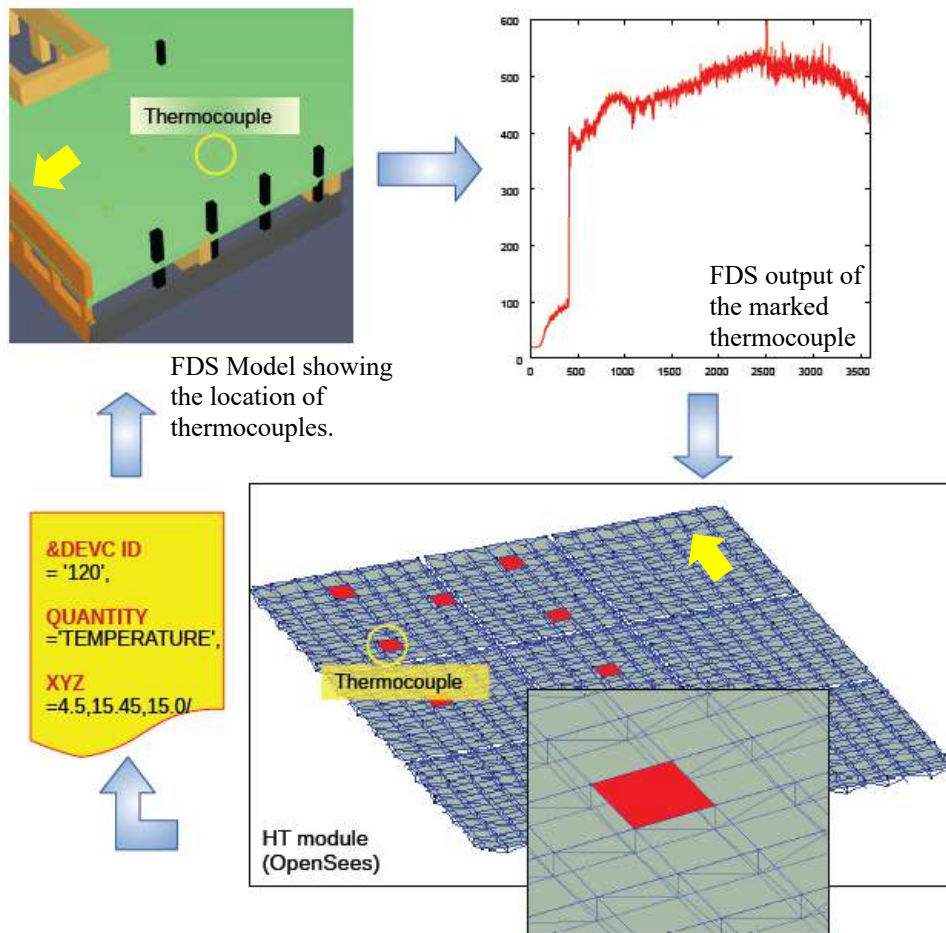 Thermocouple
600
500
400
300
200
100
0
0
500
1000
1500
2000
2500
3000
3500
FDS output of
the marked
thermocouple
FDS Model showing
the location of
thermocouples.
&DEVC ID
= '120',
QUANTITY
='TEMPERATURE',
XYZ
=4.5,15.45,15.0/
Thermocouple
HT module
(OpenSees)